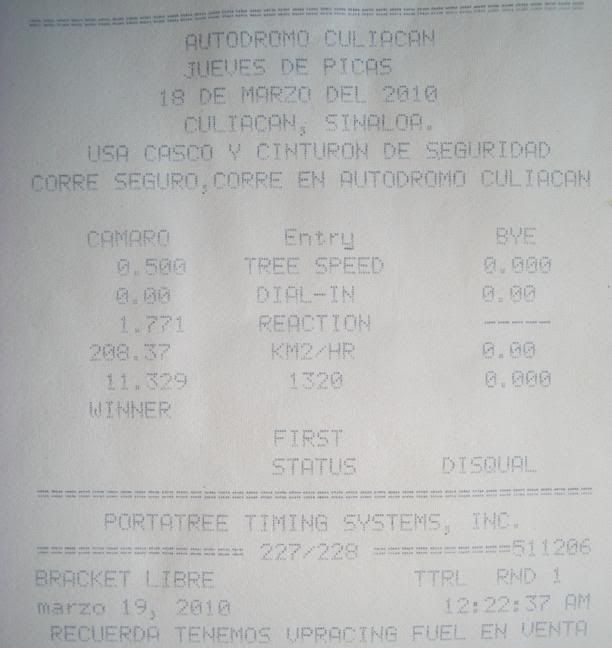 AUTODROMO CULIACAN
JUEVES DE PICAS
18 DE MARZO DEL 2010
CULIACAN, SINALOA.
USA CASCO Y CINTURON DE SEGURIDAD
CORRE SEGURO,CORRE EN AUTODROMO CULIACAN
CAMARO Entry BYE
0.500 TREE SPEED 0.000
0.00 DIAL-IN 0.00
1.771 REACTION -----
208.37 KM2/HR 0.00
11.329 1320 0.000
WINNER
FIRST
STATUS DISQUAL
PORTATREE TIMING SYSTEMS, INC.
================ 227/228 ===========511206
BRACKET LIBRE TTRL RND 1
marzo 19, 2010 12:22:37 AM
RECUERDA TENEMOS VPRACING FUEL EN VENTA